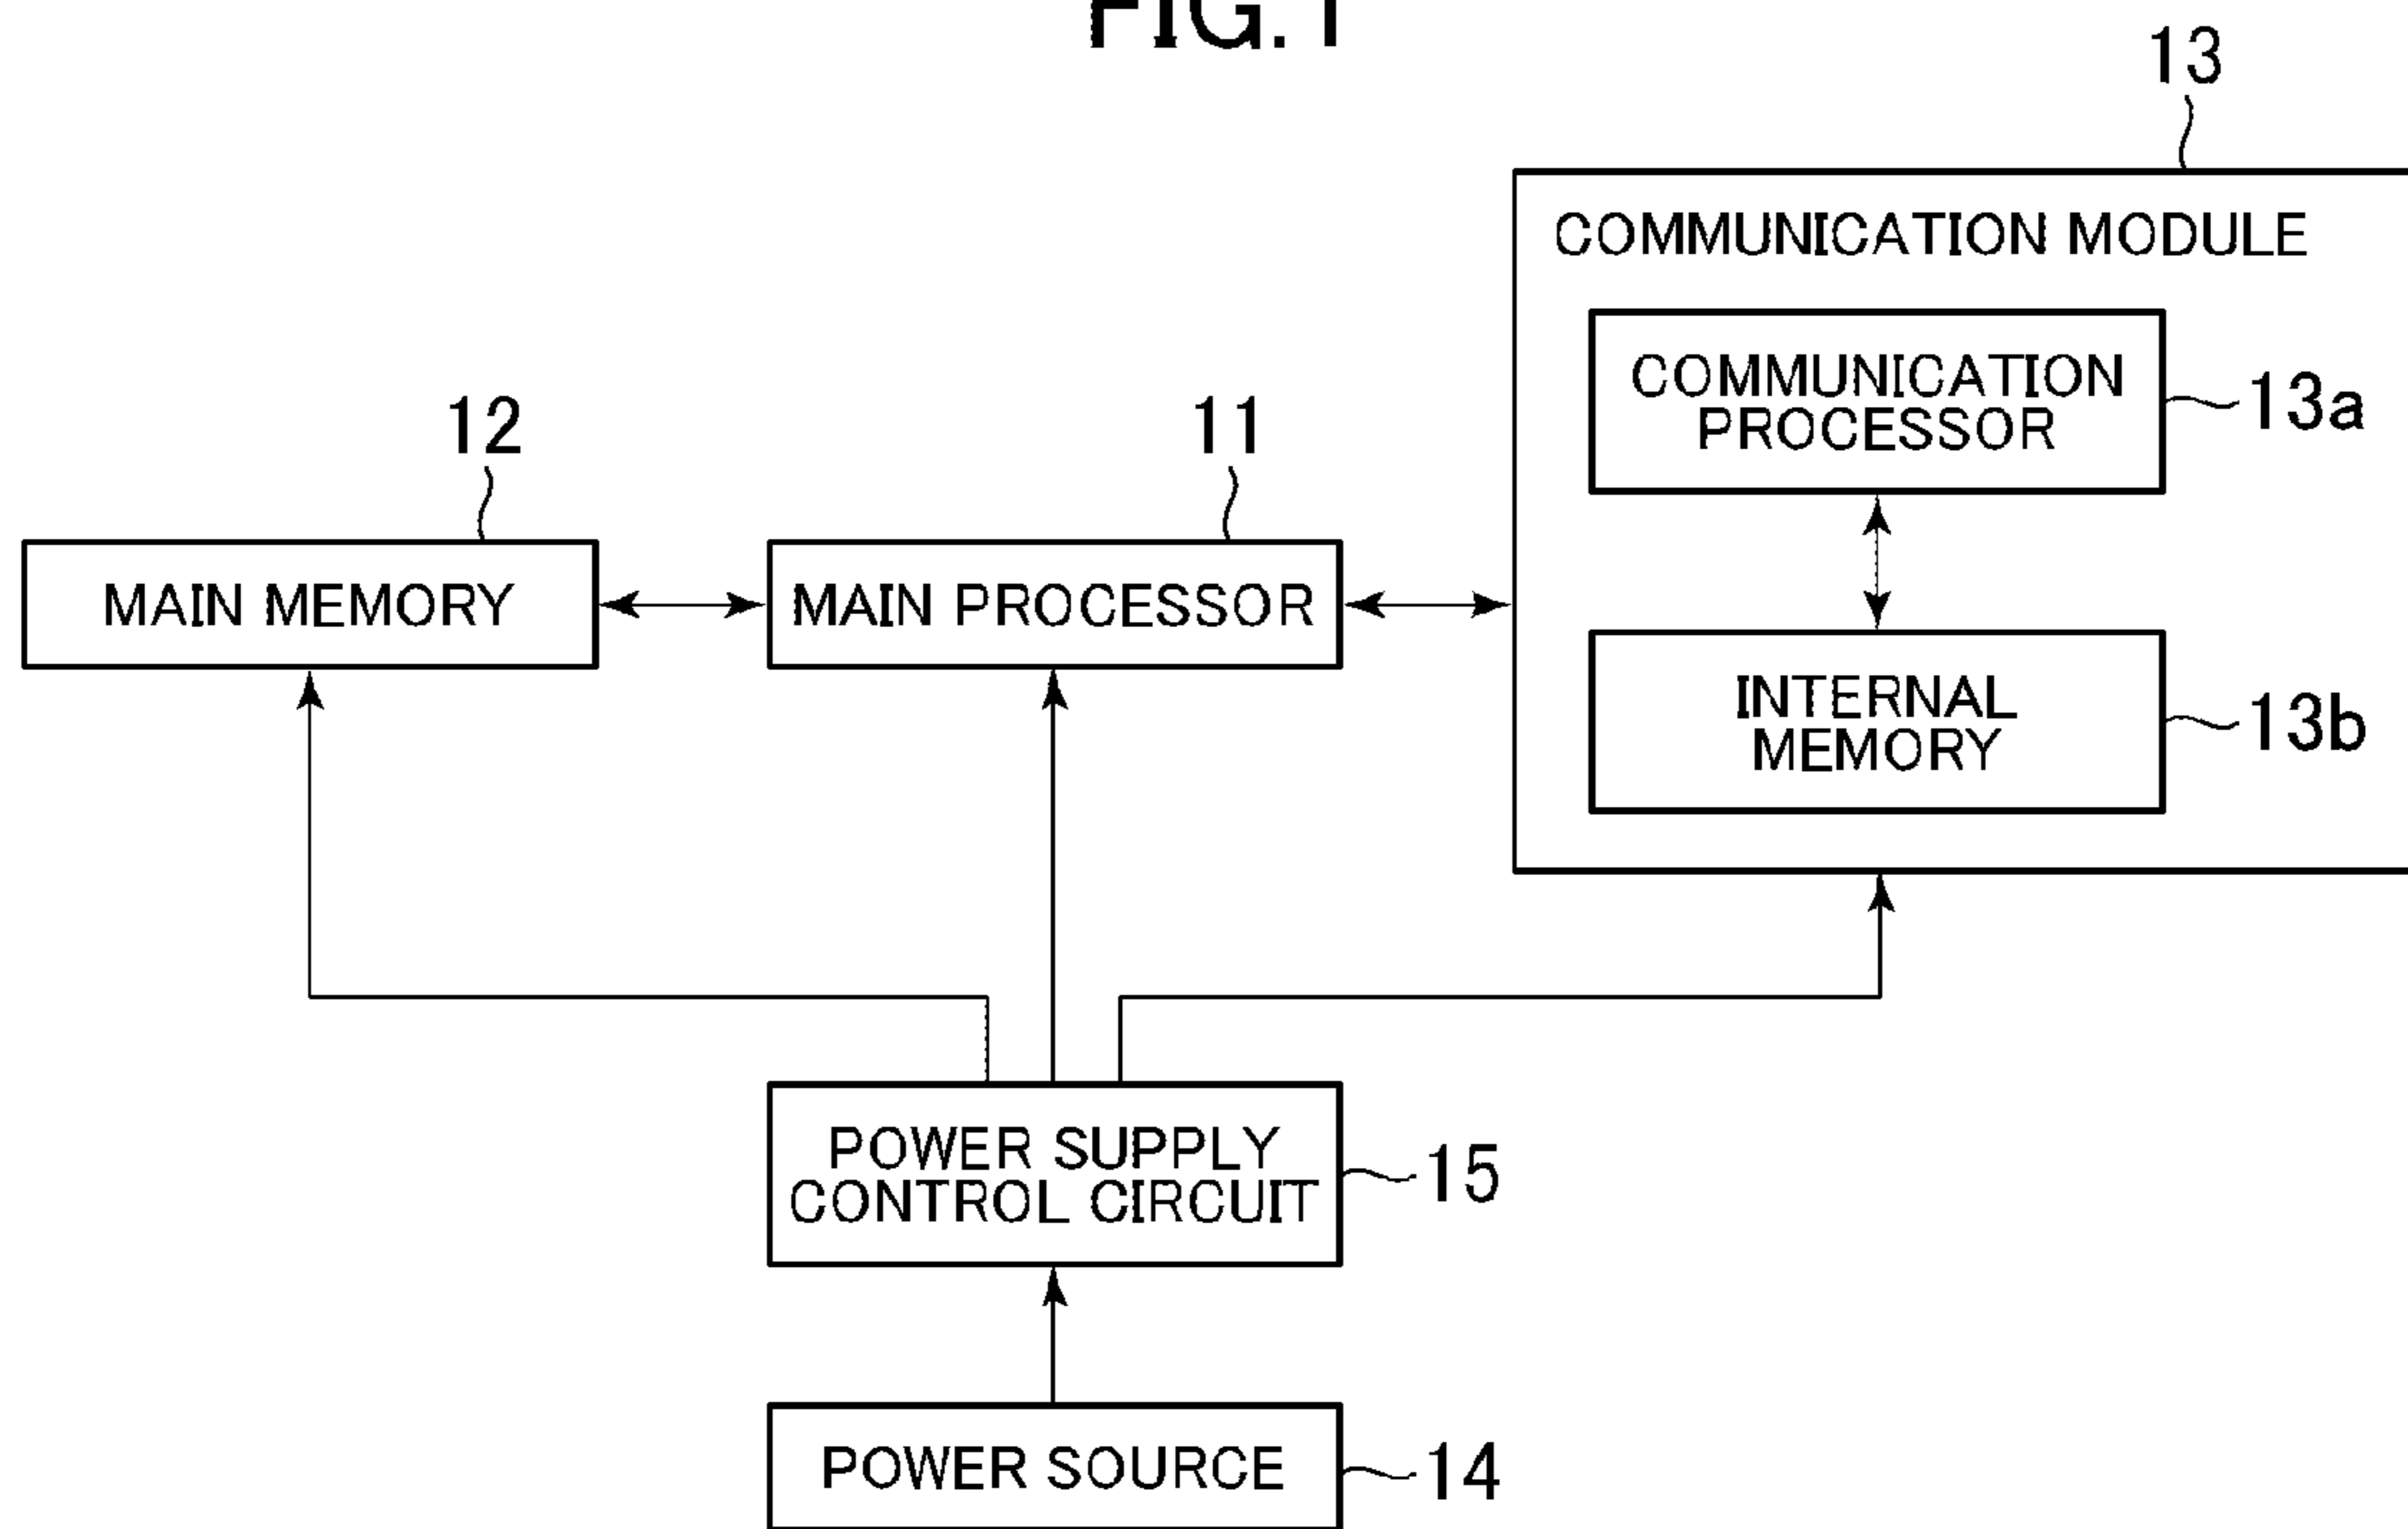 FIG.1
13
COMMUNICATION MODULE
COMMUNICATION
PROCESSOR
13a
12
11
MAIN MEMORY
MAIN PROCESSOR
INTERNAL
MEMORY
13b
POWER SUPPLY
CONTROL CIRCUIT
15
POWER SOURCE
14